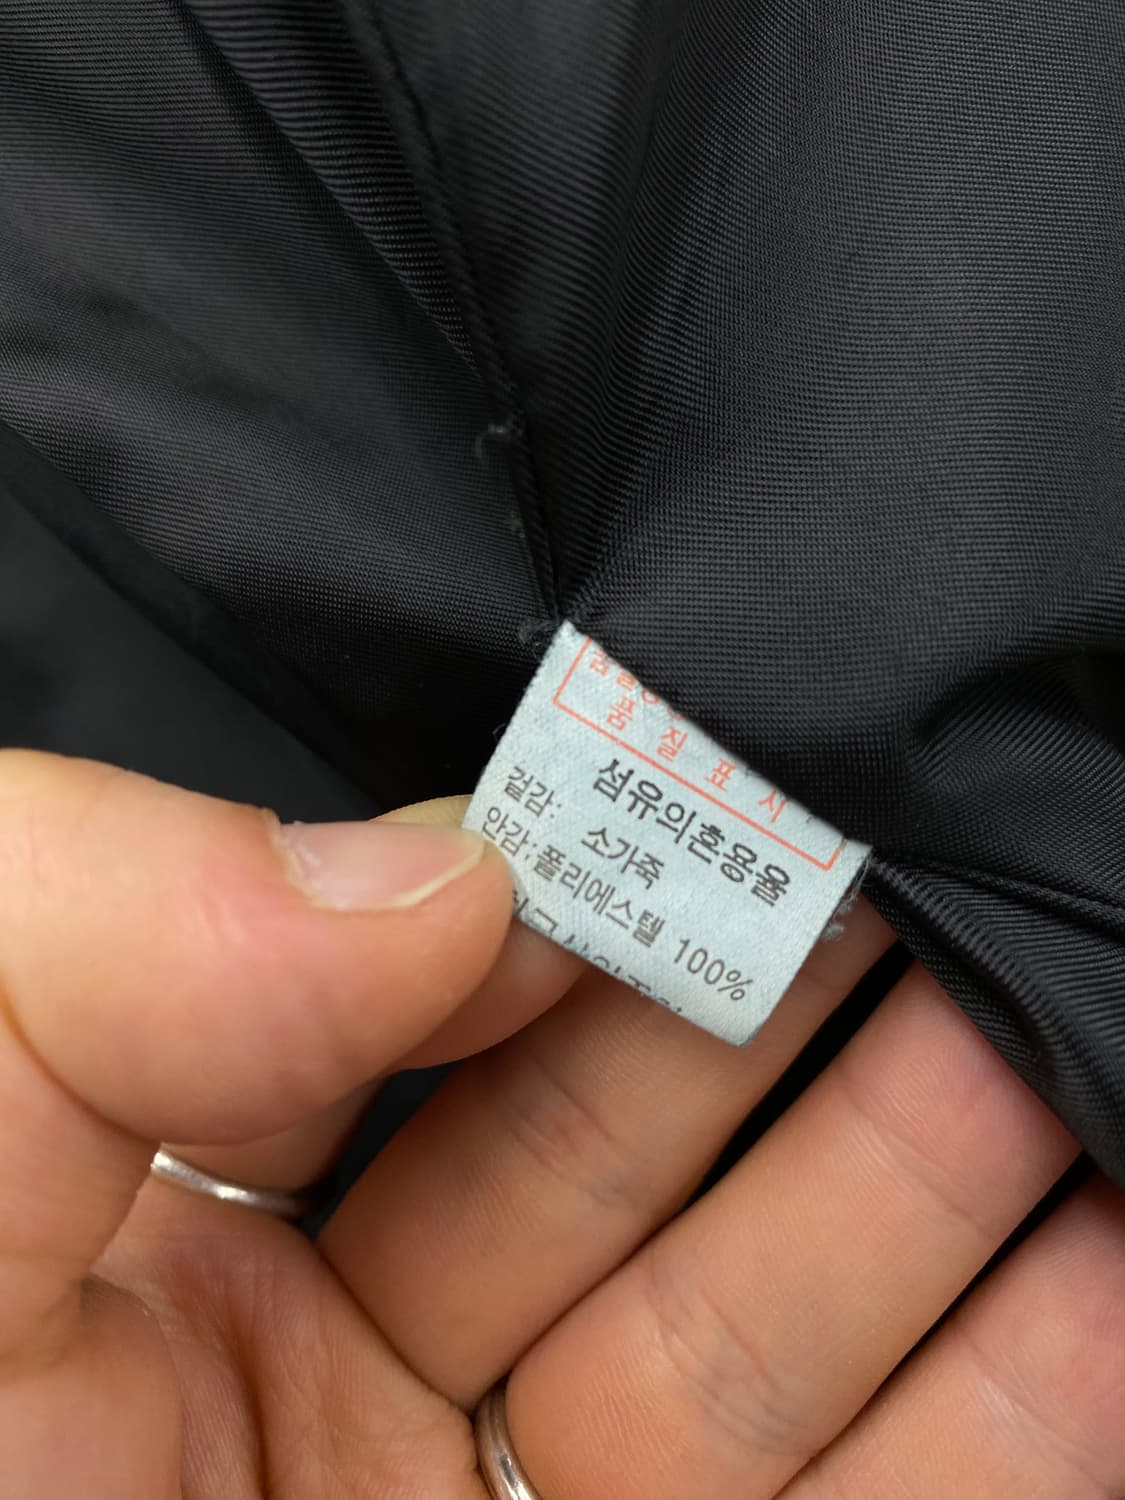 품 질 표 시
섬유의혼용율
겉감: 소가죽
안감: 폴리에스텔 100%